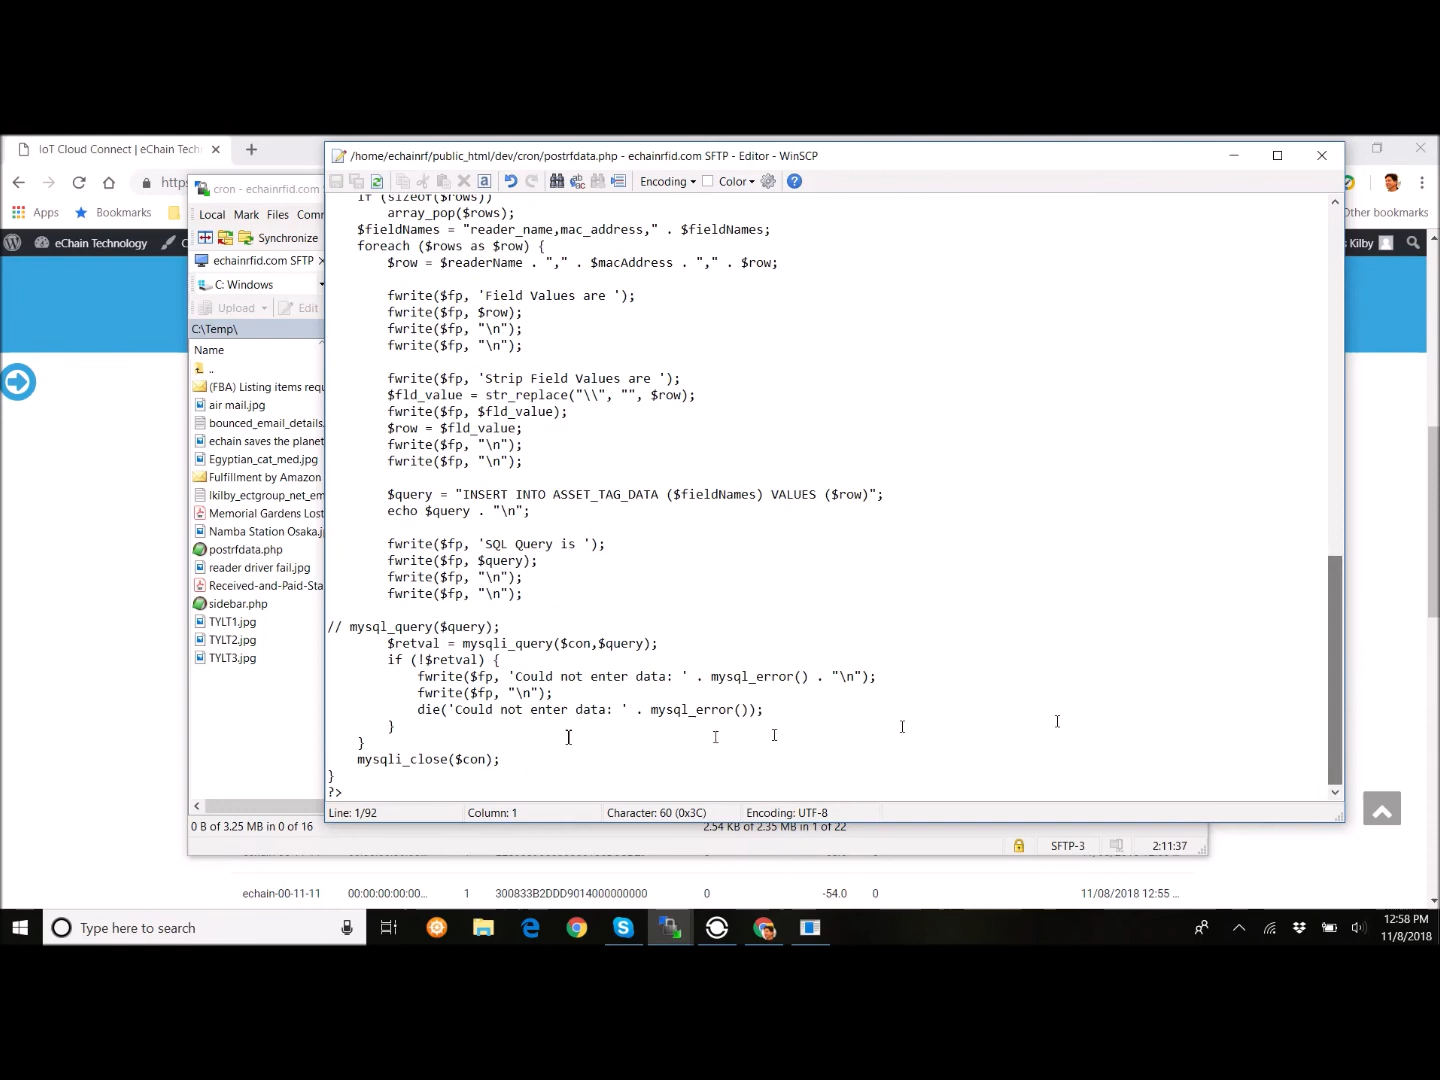 IoT Cloud Connect | eChain Tech
/home/echainrf/public_html/dev/cron/postrfdata.php - echainrfid.com SFTP - Editor - WinSCP
cron - echainrfid.com
https
Encoding
Color
Apps
Bookmarks
Other bookmarks
Local Mark Files Comm
eChain Technology
Kilby
Synchronize
echainrfid.com SFTP
C: Windows
Upload
Edit
C:\Temp\
Name
..
(FBA) Listing items requ
air mail.jpg
bounced_email_details.
echain saves the planet
Egyptian_cat_med.jpg
Fulfillment by Amazon
lkilby_ectgroup_net_em
Memorial Gardens Lost
Namba Station Osaka.j
postrfdata.php
reader driver fail.jpg
Received-and-Paid-Sta
sidebar.php
TYLT1.jpg
TYLT2.jpg
TYLT3.jpg
if (sizeof($rows))
array_pop($rows);
$fieldNames = "reader_name,mac_address," . $fieldNames;
foreach ($rows as $row) {
$row = $readerName . "," . $macAddress . "," . $row;
fwrite($fp, 'Field Values are ');
fwrite($fp, $row);
fwrite($fp, "\n");
fwrite($fp, "\n");
fwrite($fp, 'Strip Field Values are ');
$fld_value = str_replace("\\", "", $row);
fwrite($fp, $fld_value);
$row = $fld_value;
fwrite($fp, "\n");
fwrite($fp, "\n");
$query = "INSERT INTO ASSET_TAG_DATA ($fieldNames) VALUES ($row)";
echo $query . "\n";
fwrite($fp, 'SQL Query is ');
fwrite($fp, $query);
fwrite($fp, "\n");
fwrite($fp, "\n");
// mysql_query($query);
$retval = mysqli_query($con,$query);
if (!$retval) {
fwrite($fp, 'Could not enter data: ' . mysql_error() . "\n");
fwrite($fp, "\n");
die('Could not enter data: ' . mysql_error());
}
}
mysqli_close($con);
}
?>
Line: 1/92
Column: 1
Character: 60 (0x3C)
Encoding: UTF-8
0 B of 3.25 MB in 0 of 16
2.54 KB of 2.35 MB in 1 of 22
SFTP-3
2:11:37
echain-00-11-11 00:00:00:00:00... 1 300833B2DDD9014000000000 0 -54.0 0 11/08/2018 12:55 ...
Type here to search
12:58 PM
11/8/2018